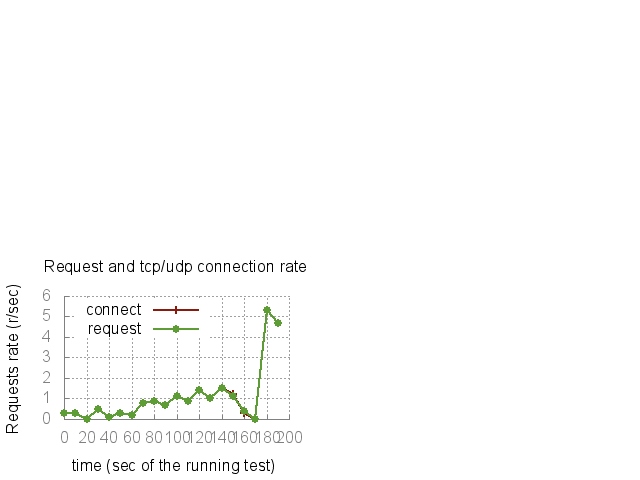 Request and tcp/udp connection rate
Requests rate (r/sec)
6
5
4
3
2
1
0
connect
request
0 20 40 60 80 100 120 140 160 180 200
time (sec of the running test)